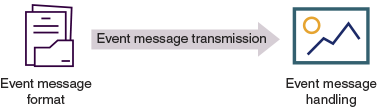 Event message transmission
Event message
format
Event message
handling